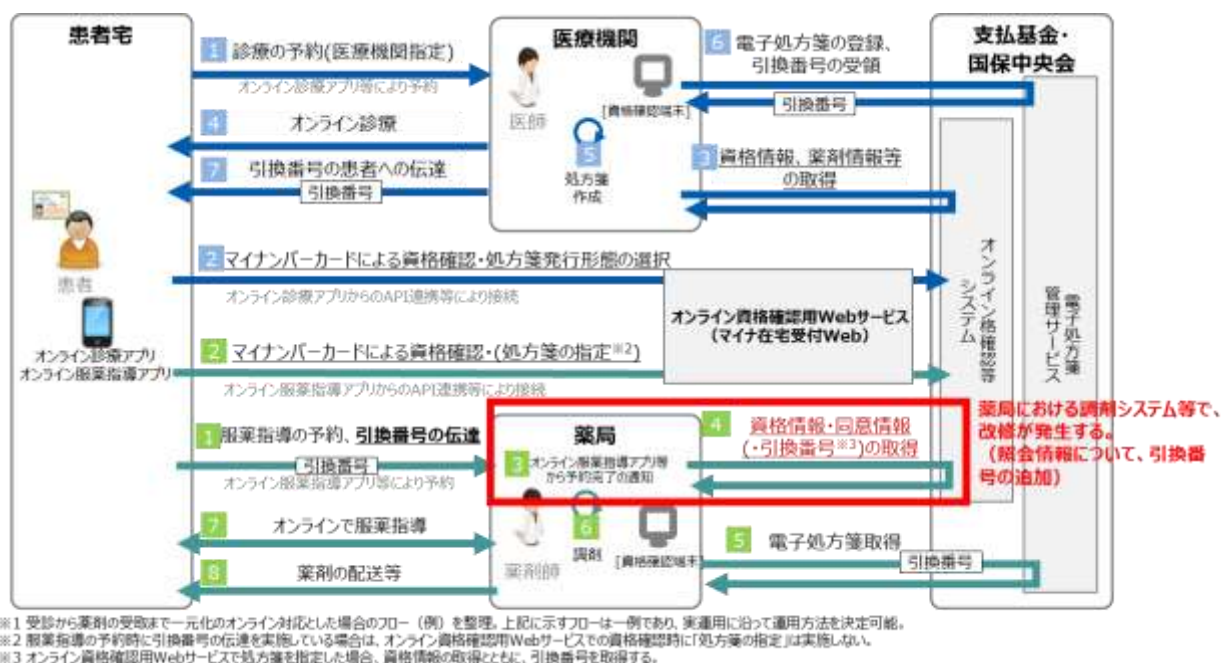 患者宅
医療機関
支払基金・
国保中央会
1 診療の予約(医療機関指定)
オンライン診療アプリ等により予約
医師
[資格確認端末]
6 電子処方箋の登録、
引換番号の受領
引換番号
4 オンライン診療
5
処方箋
作成
3 資格情報、薬剤情報等
の取得
7 引換番号の患者への伝達
引換番号
患者
オンライン診療アプリ
オンライン服薬指導アプリ
2 マイナンバーカードによる資格確認・処方箋発行形態の選択
オンライン診療アプリからのAPI連携等により接続
オンライン資格確認用Webサービス
(マイナ在宅受付Web)
オンライン格確認等
システム
電子処方箋
管理サービス
2 マイナンバーカードによる資格確認・(処方箋の指定※2)
オンライン服薬指導アプリからのAPI連携等により接続
1 服薬指導の予約、引換番号の伝達
引換番号
オンライン服薬指導アプリ等により予約
薬局
3 オンライン服薬指導アプリ等
から予約完了の通知
4 資格情報・同意情報
(・引換番号※3)の取得
薬局における調剤システム等で、
改修が発生する。
(照会情報について、引換番
号の追加)
7 オンラインで服薬指導
6
調剤
薬剤師
[資格確認端末]
5 電子処方箋取得
引換番号
8 薬剤の配送等
※1 受診から薬剤の受取まで一元化のオンライン対応とした場合のフロー（例）を整理。上記に示すフローは一例であり、実運用に沿って運用方法を決定可能。
※2 服薬指導の予約時に引換番号の伝達を実施している場合は、オンライン資格確認用Webサービスでの資格確認時に「処方箋の指定」は実施しない。
※3 オンライン資格確認用Webサービスで処方箋を指定した場合、資格情報の取得とともに、引換番号を取得する。